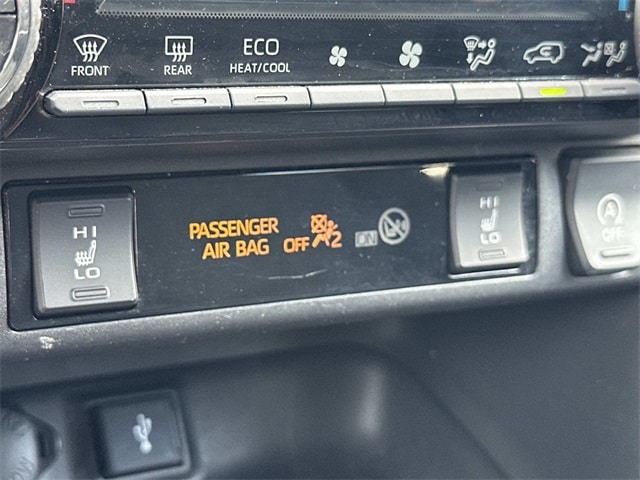 FRONT
REAR
ECO
HEAT/COOL
HI
LO
PASSENGER
AIR BAG OFF 2 ON
HI
LO
A
OFF